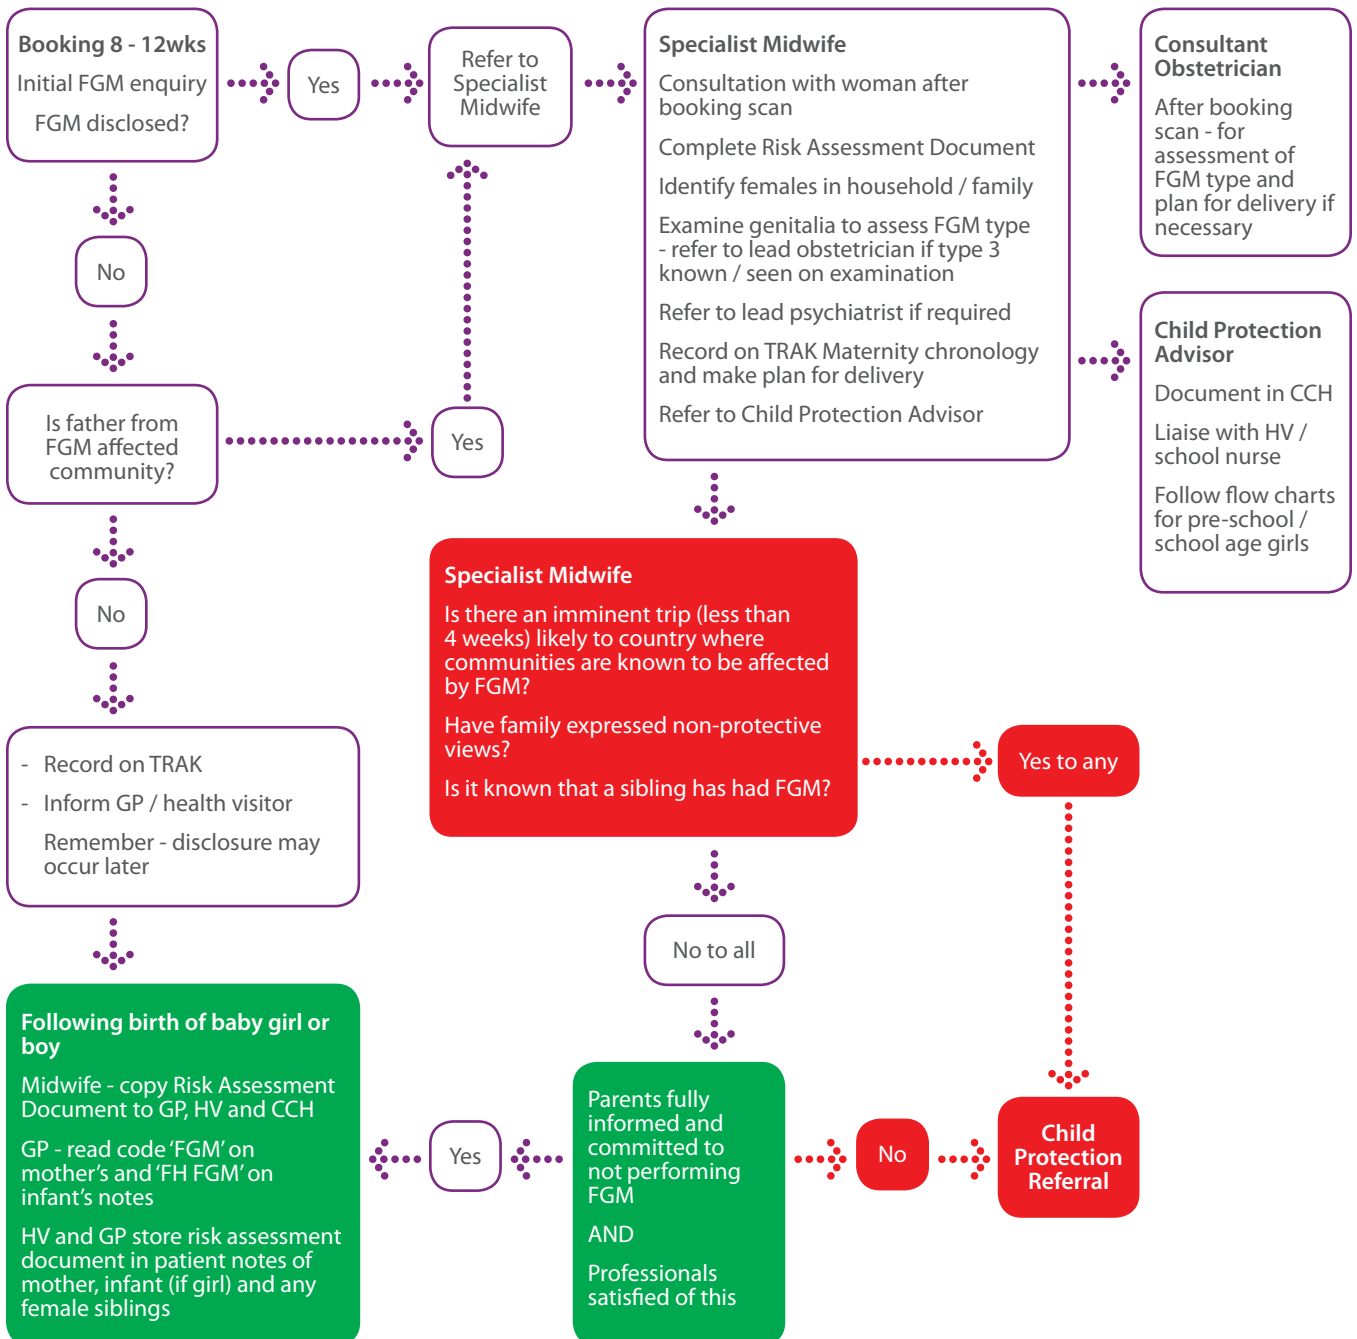 Booking 8 - 12wks
Initial FGM enquiry
FGM disclosed?
Yes
Refer to
Specialist
Midwife
Specialist Midwife
Consultation with woman after
booking scan
Complete Risk Assessment Document
Identify females in household / family
Examine genitalia to assess FGM type
- refer to lead obstetrician if type 3
known / seen on examination
Refer to lead psychiatrist if required
Record on TRAK Maternity chronology
and make plan for delivery
Refer to Child Protection Advisor
Consultant
Obstetrician
After booking
scan - for
assessment of
FGM type and
plan for delivery if
necessary
Child Protection
Advisor
Document in CCH
Liaise with HV /
school nurse
Follow flow charts
for pre-school /
school age girls
No
Is father from
FGM affected
community?
Yes
No
- Record on TRAK
- Inform GP / health visitor
Remember - disclosure may
occur later
Specialist Midwife
Is there an imminent trip (less than
4 weeks) likely to country where
communities are known to be affected
by FGM?
Have family expressed non-protective
views?
Is it known that a sibling has had FGM?
Yes to any
No to all
Following birth of baby girl or
boy
Midwife - copy Risk Assessment
Document to GP, HV and CCH
GP - read code ‘FGM’ on
mother’s and ‘FH FGM’ on
infant’s notes
HV and GP store risk assessment
document in patient notes of
mother, infant (if girl) and any
female siblings
Yes
Parents fully
informed and
committed to
not performing
FGM
AND
Professionals
satisfied of this
No
Child
Protection
Referral